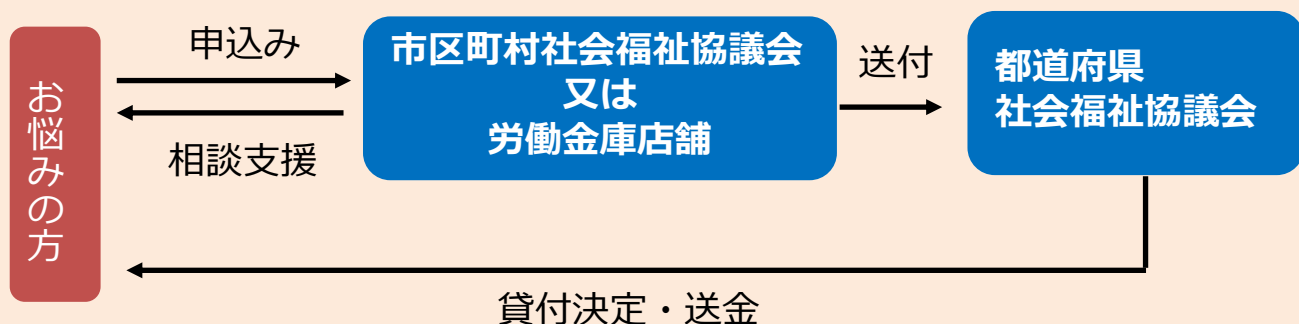 お悩みの方
申込み
相談支援
市区町村社会福祉協議会
又は
労働金庫店舗
送付
都道府県
社会福祉協議会
貸付決定・送金